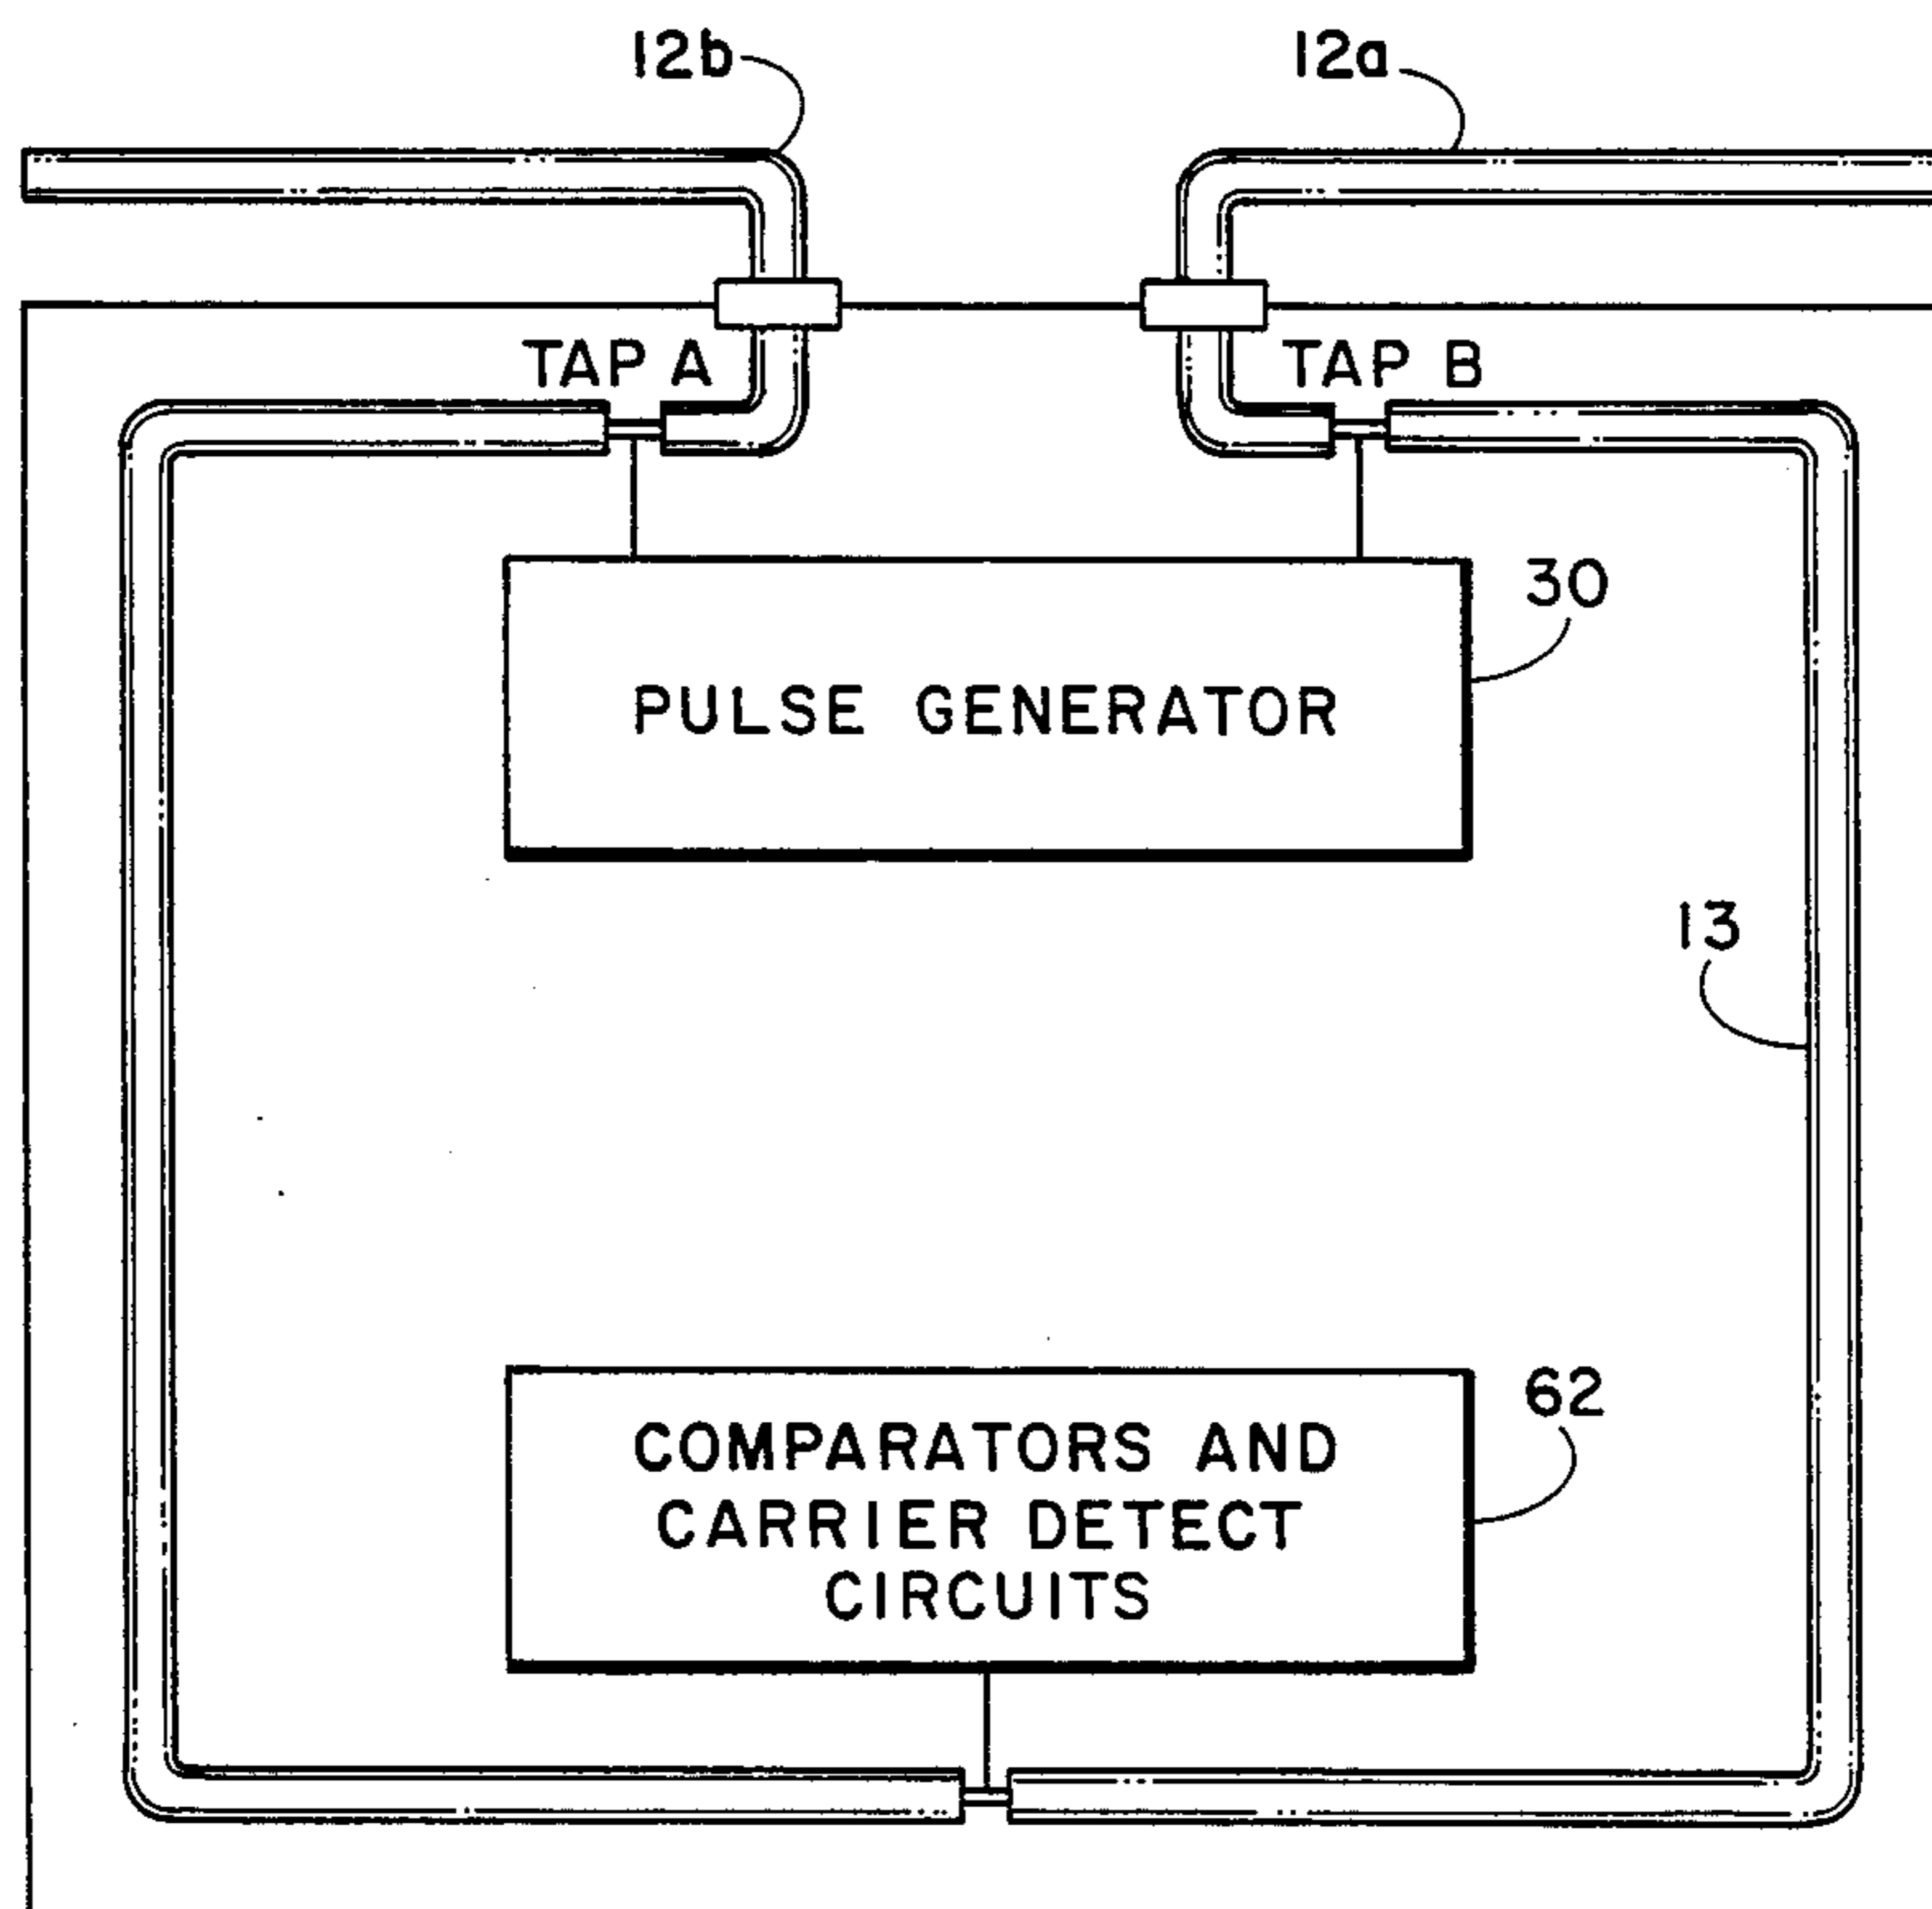 12b
12a
TAP A
TAP B
30
PULSE GENERATOR
13
62
COMPARATORS AND
CARRIER DETECT
CIRCUITS